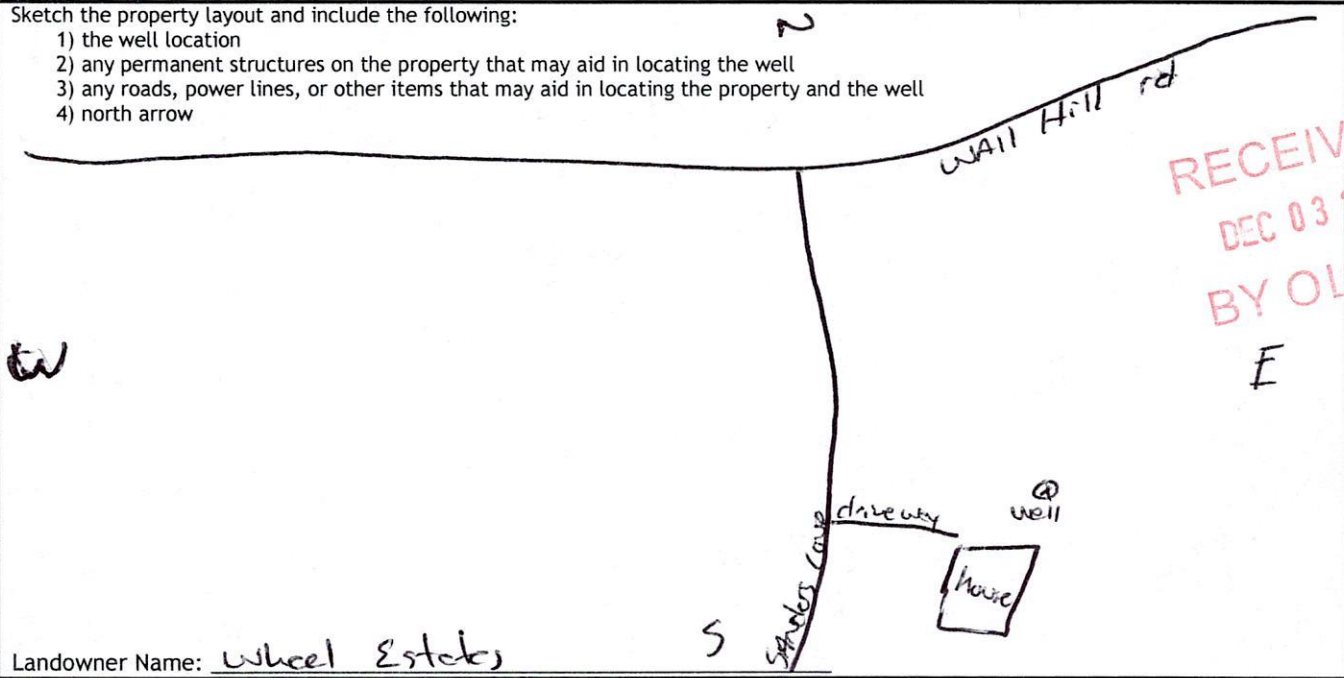 Sketch the property layout and include the following:
1) the well location
2) any permanent structures on the property that may aid in locating the well
3) any roads, power lines, or other items that may aid in locating the property and the well
4) north arrow
N
WAll Hill rd
RECEIV
DEC 03
BY OL
W
E
well
driveway
house
SAnders Cove
S
Landowner Name: Wheel Estates